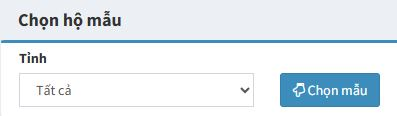 Chọn hộ mẫu
Tỉnh
Tất cả
Chọn mẫu